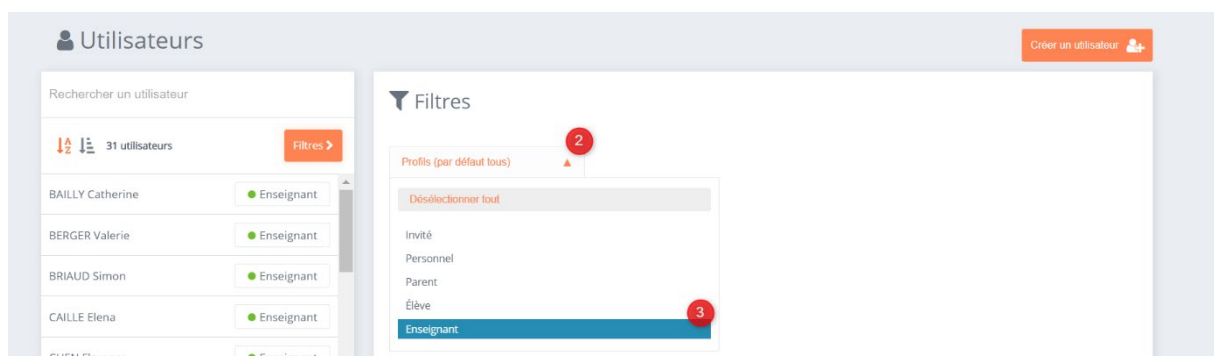 Utilisateurs
Créer un utilisateur
Rechercher un utilisateur
Filtres
31 utilisateurs
Filtres
2
Profils (par défaut tous)
Désélectionner tout
BAILLY Catherine
Enseignant
BERGER Valerie
Enseignant
BRIAUD Simon
Enseignant
CAILLE Elena
Enseignant
Invité
Personnel
Parent
Élève
3
Enseignant